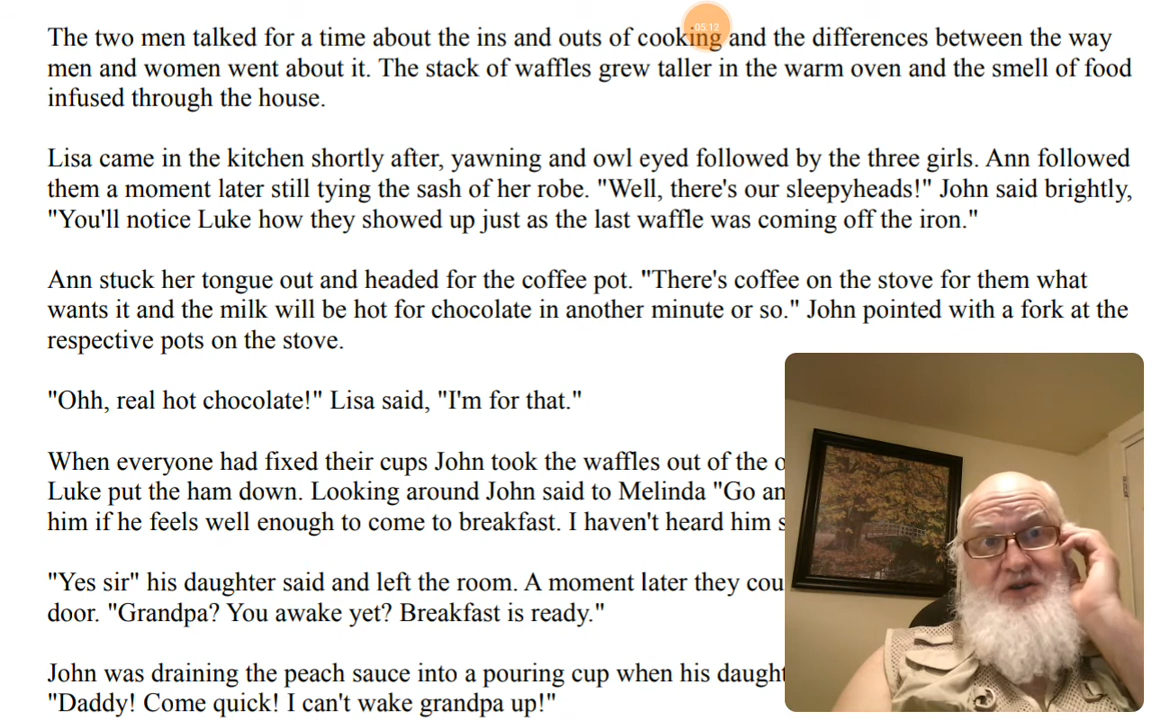 05:12
The two men talked for a time about the ins and outs of cooking and the differences between the way
men and women went about it. The stack of waffles grew taller in the warm oven and the smell of food
infused through the house.
Lisa came in the kitchen shortly after, yawning and owl eyed followed by the three girls. Ann followed
them a moment later still tying the sash of her robe. "Well, there's our sleepyheads!" John said brightly,
"You'll notice Luke how they showed up just as the last waffle was coming off the iron."
Ann stuck her tongue out and headed for the coffee pot. "There's coffee on the stove for them what
wants it and the milk will be hot for chocolate in another minute or so." John pointed with a fork at the
respective pots on the stove.
"Ohh, real hot chocolate!" Lisa said, "I'm for that."
When everyone had fixed their cups John took the waffles out of the
Luke put the ham down. Looking around John said to Melinda "Go
him if he feels well enough to come to breakfast. I haven't heard him
"Yes sir" his daughter said and left the room. A moment later they
door. "Grandpa? You awake yet? Breakfast is ready."
John was draining the peach sauce into a pouring cup when his
"Daddy! Come quick! I can't wake grandpa up!"